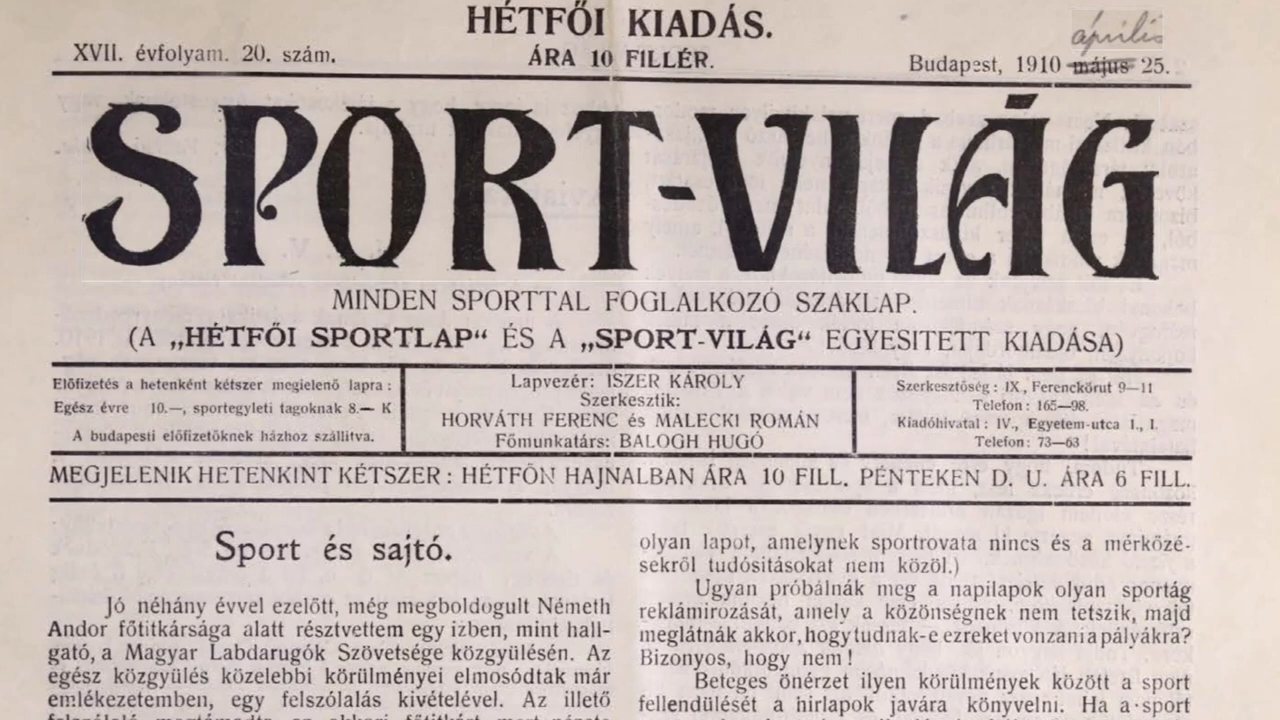 HÉTFŐI KIADÁS.
XVII. évfolyam. 20. szám.
ÁRA 10 FILLÉR.
április
Budapest, 1910 május 25.
SPORT-VILÁG
MINDEN SPORTTAL FOGLALKOZÓ SZAKLAP.
(A „HÉTFŐI SPORTLAP“ ÉS A „SPORT-VILÁG“ EGYESITETT KIADÁSA)
Előfizetés a hetenként kétszer megjelenő lapra :
Egész évre 10.—, sportegyleti tagoknak 8.— K
A budapesti előfizetőknek házhoz szállitva.
Lapvezér: ISZER KÁROLY
Szerkesztik:
HORVÁTH FERENC és MALECKI ROMÁN
Főmunkatárs: BALOGH HUGÓ
Szerkesztőség : IX., Ferenckörut 9—11
Telefon: 165—98.
Kiadóhivatal : IV., Egyetem-utca 1., I.
Telefon: 73—63
MEGJELENIK HETENKINT KÉTSZER : HÉTFŐN HAJNALBAN ÁRA 10 FILL. PÉNTEKEN D. U. ÁRA 6 FILL.
Sport és sajtó.
Jó néhány évvel ezelőtt, még megboldogult Németh
Andor főtitkársága alatt résztvettem egy izben, mint hall-
gató, a Magyar Labdarugók Szövetsége közgyülésén. Az
egész közgyülés közelebbi körülményei elmosódtak már
emlékezetemben, egy felszólalás kivételével. Az illető
olyan lapot, amelynek sportrovata nincs és a mérkőzé-
sekről tudósitásokat nem közöl.)
Ugyan próbálnák meg a napilapok olyan sportág
reklámirozását, amely a közönségnek nem tetszik, majd
meglátnák akkor, hogy tudnak-e ezreket vonzani a pályákra?
Bizonyos, hogy nem !
Beteges önérzet ilyen körülmények között a sport
fellendülését a hirlapok javára könyvelni. Ha a sport